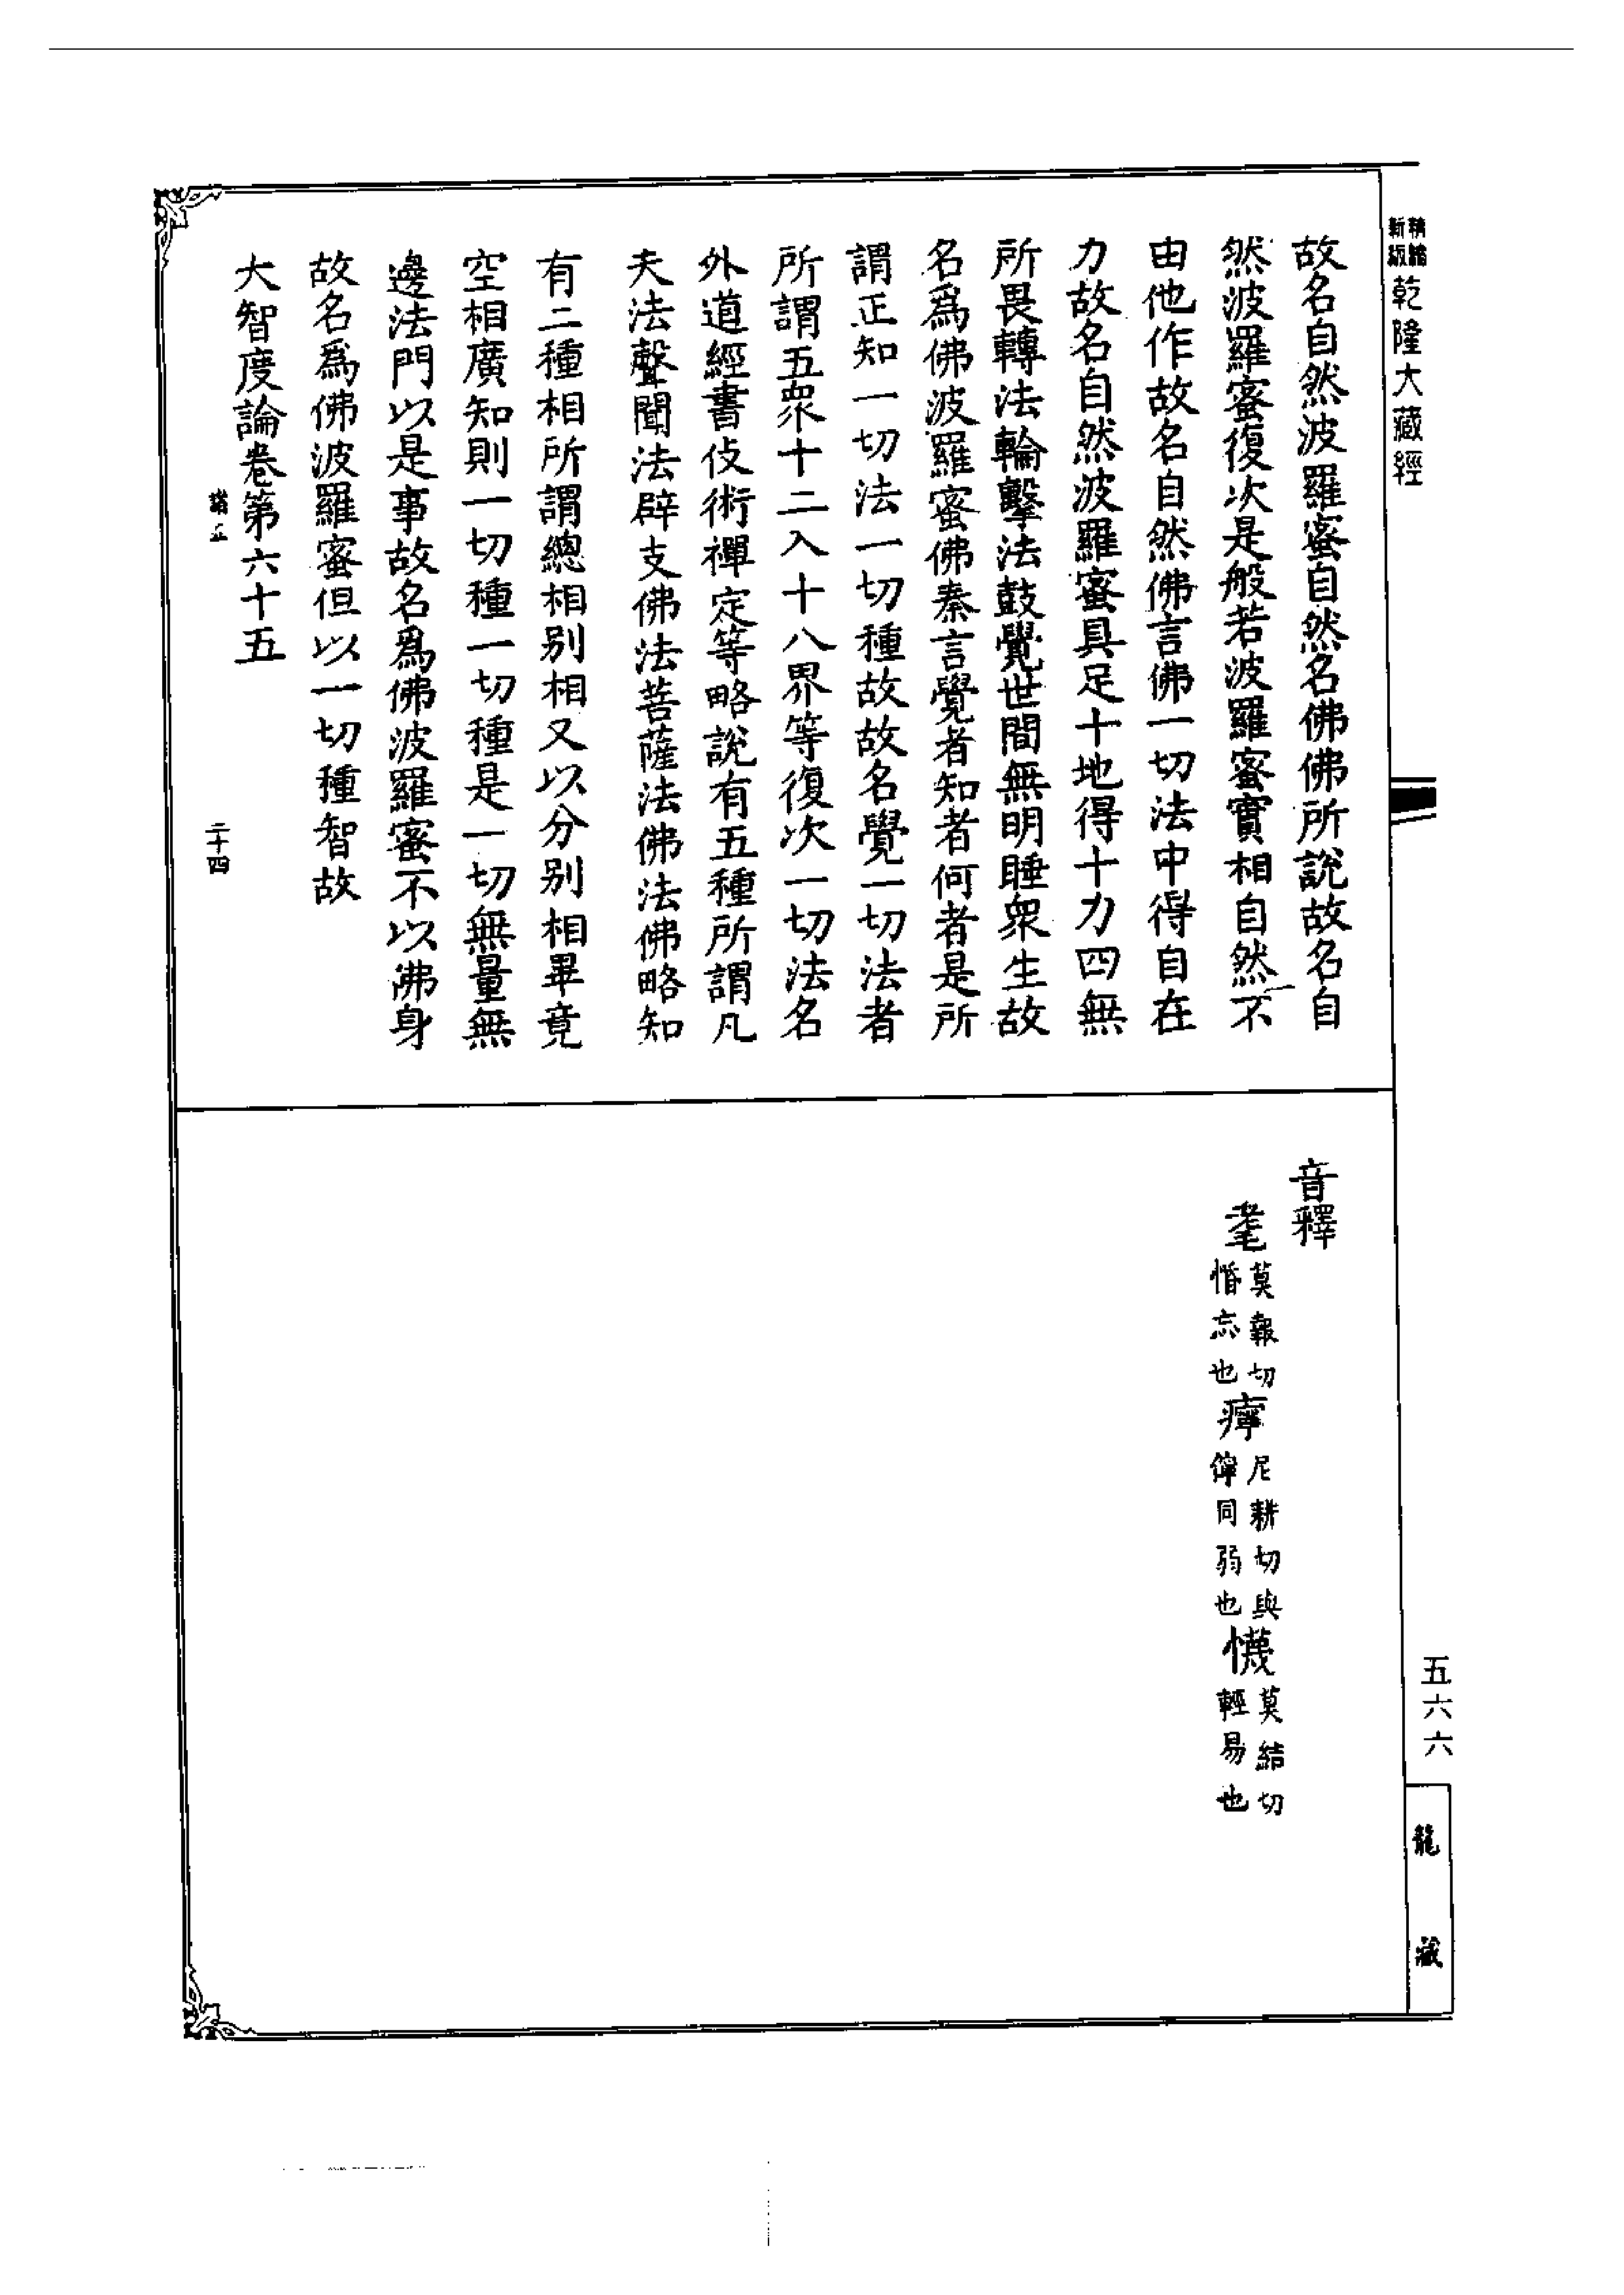 精縮新版乾隆大藏經
故名自然波羅蜜自然名佛佛所說故名自
然波羅蜜復次是般若波羅蜜實相自然不
由他作故名自然佛言佛一切法中得自在
力故名自然波羅蜜具足十地得十力四無
所畏轉法輪擊法鼓覺世間無明睡衆生故
名爲佛波羅蜜佛秦言覺者知者何者是所
謂正知一切法一切種故故名覺一切法者
所謂五衆十二入十八界等復次一切法名
外道經書伎術禪定等略說有五種所謂凡
夫法聲聞法辟支佛法菩薩法佛法佛略知
有二種相所謂總相別相又以分別相畢竟
空相廣知則一切種一切種是一切無量無
邊法門以是事故名爲佛波羅蜜不以佛身
故名爲佛波羅蜜但以一切種智故
大智度論卷第六十五
二十四
音釋
耄莫報切惛忘也癉尼耕切與儜同弱也懱莫結切輕易也
五六六
龍藏